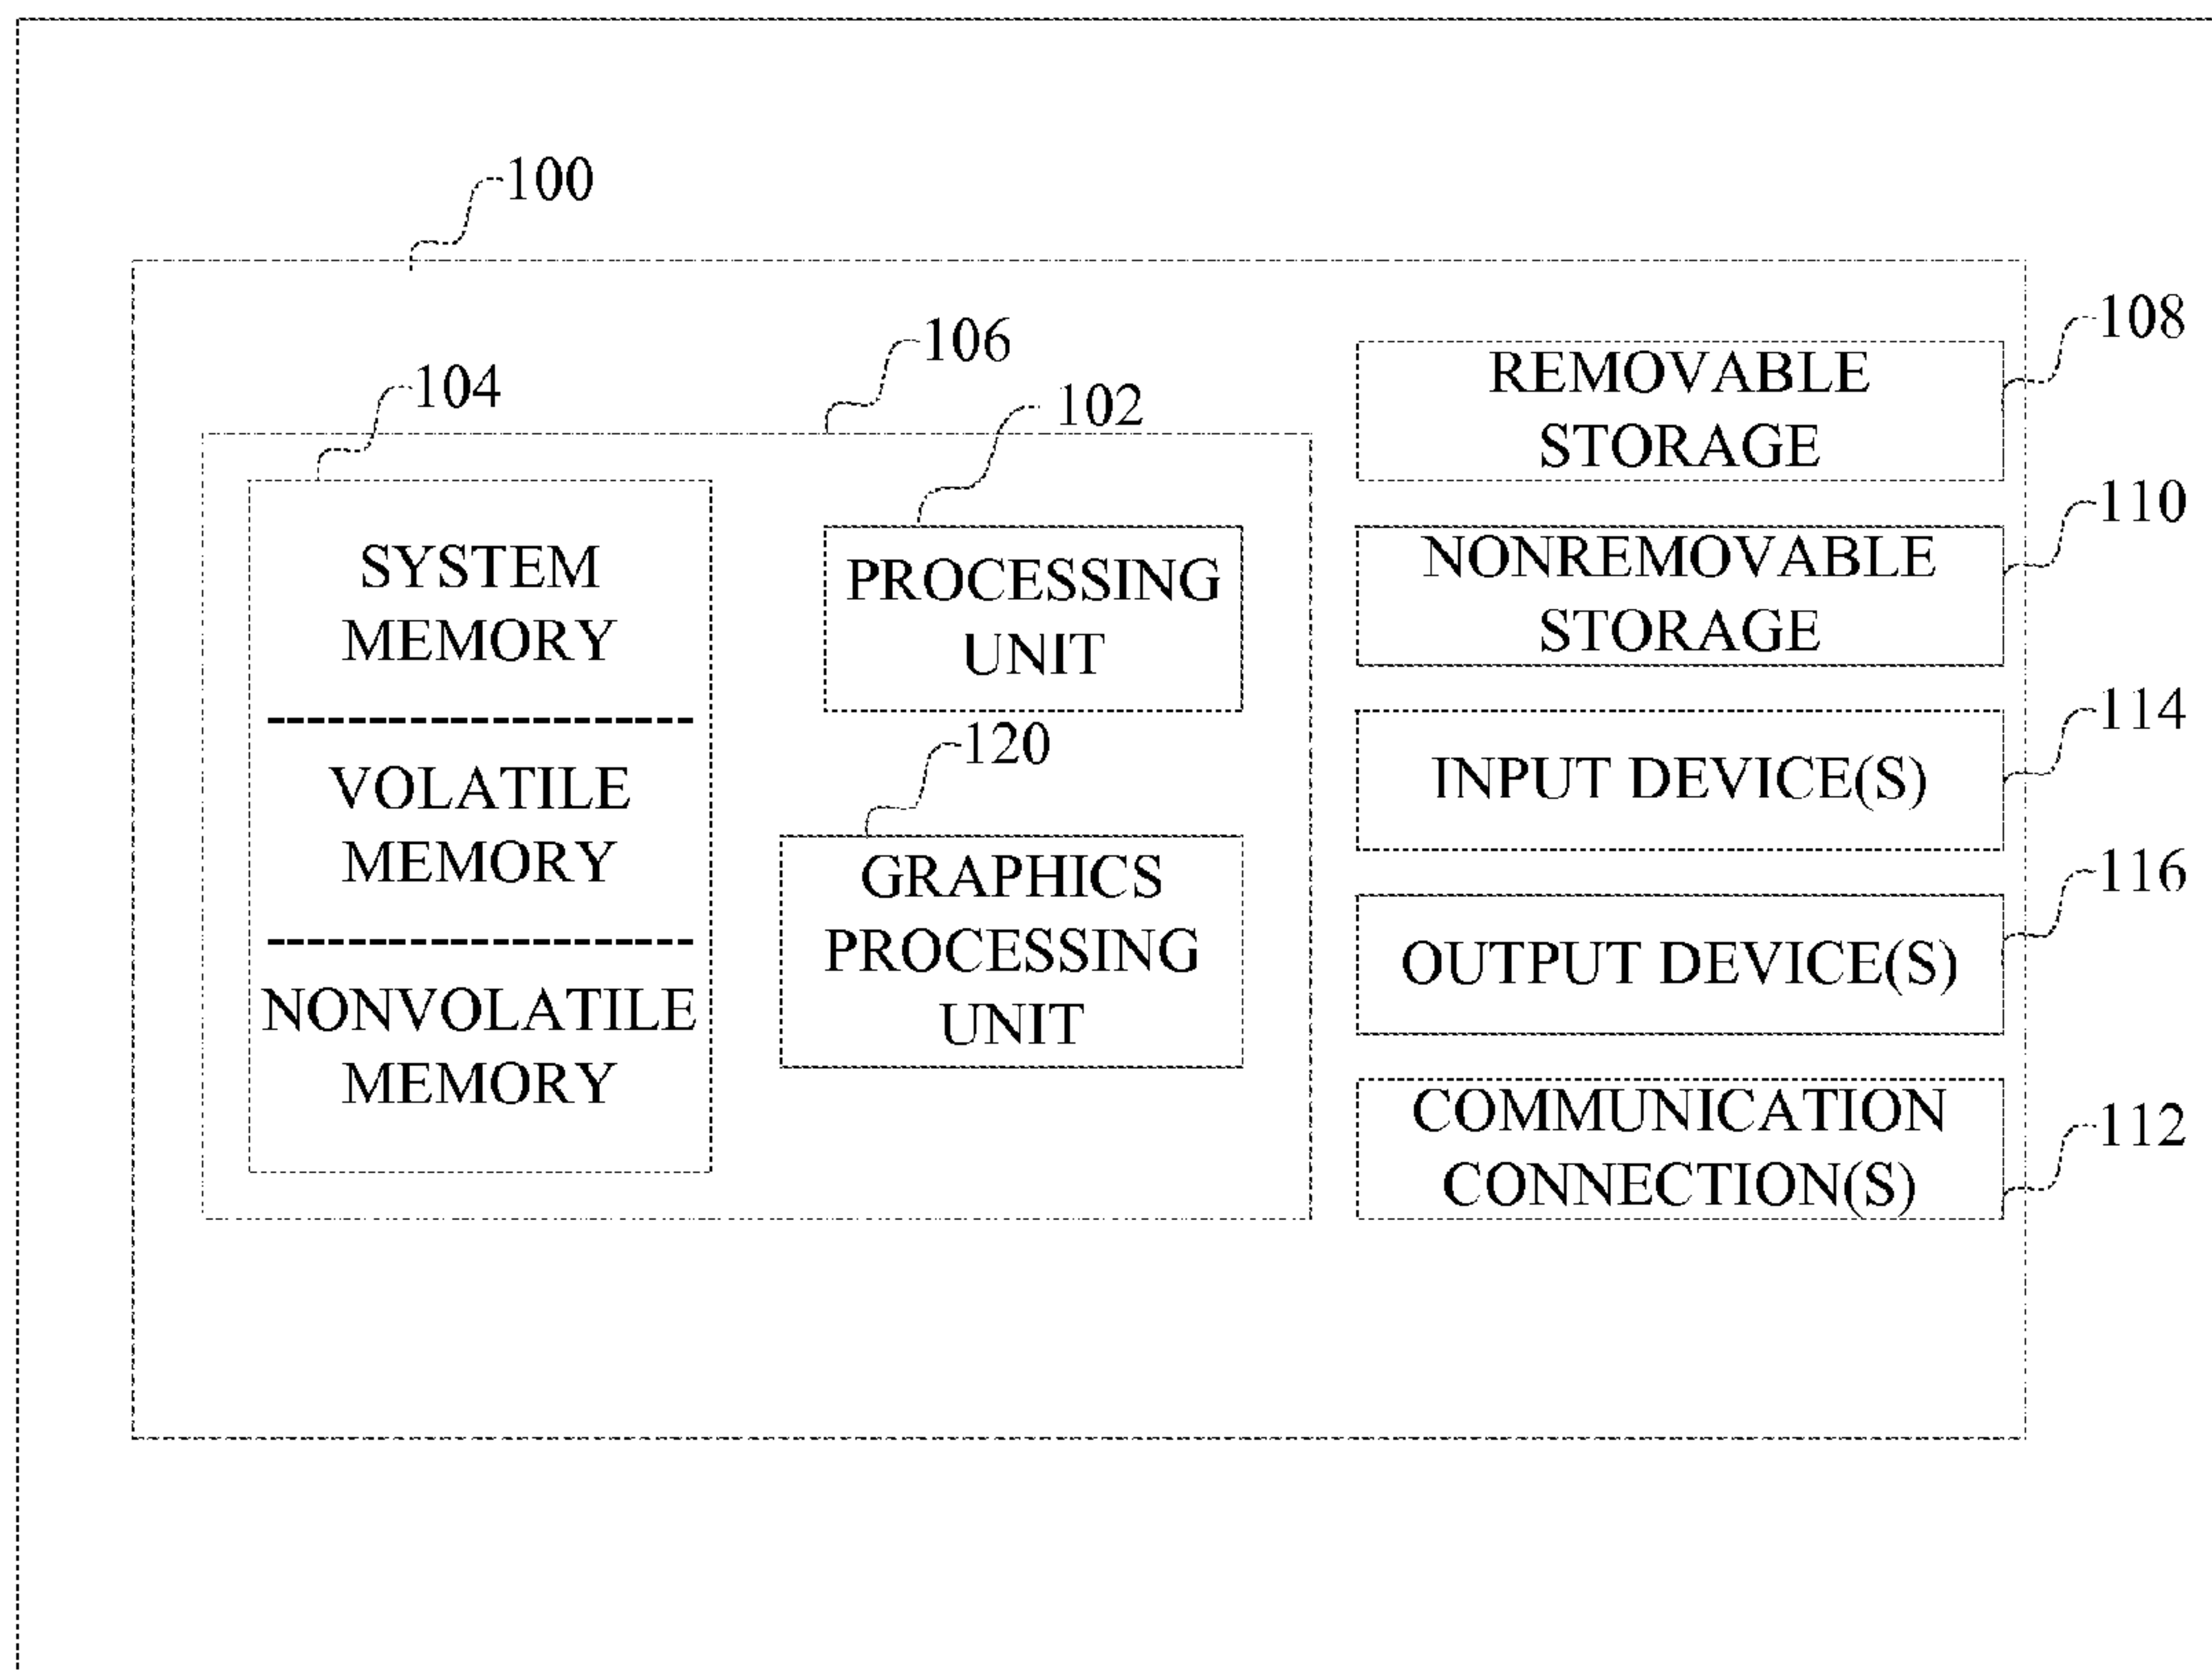 100
106
104
102
SYSTEM
MEMORY
VOLATILE
MEMORY
NONVOLATILE
MEMORY
PROCESSING
UNIT
120
GRAPHICS
PROCESSING
UNIT
108
REMOVABLE
STORAGE
110
NONREMOVABLE
STORAGE
114
INPUT DEVICE(S)
116
OUTPUT DEVICE(S)
112
COMMUNICATION
CONNECTION(S)